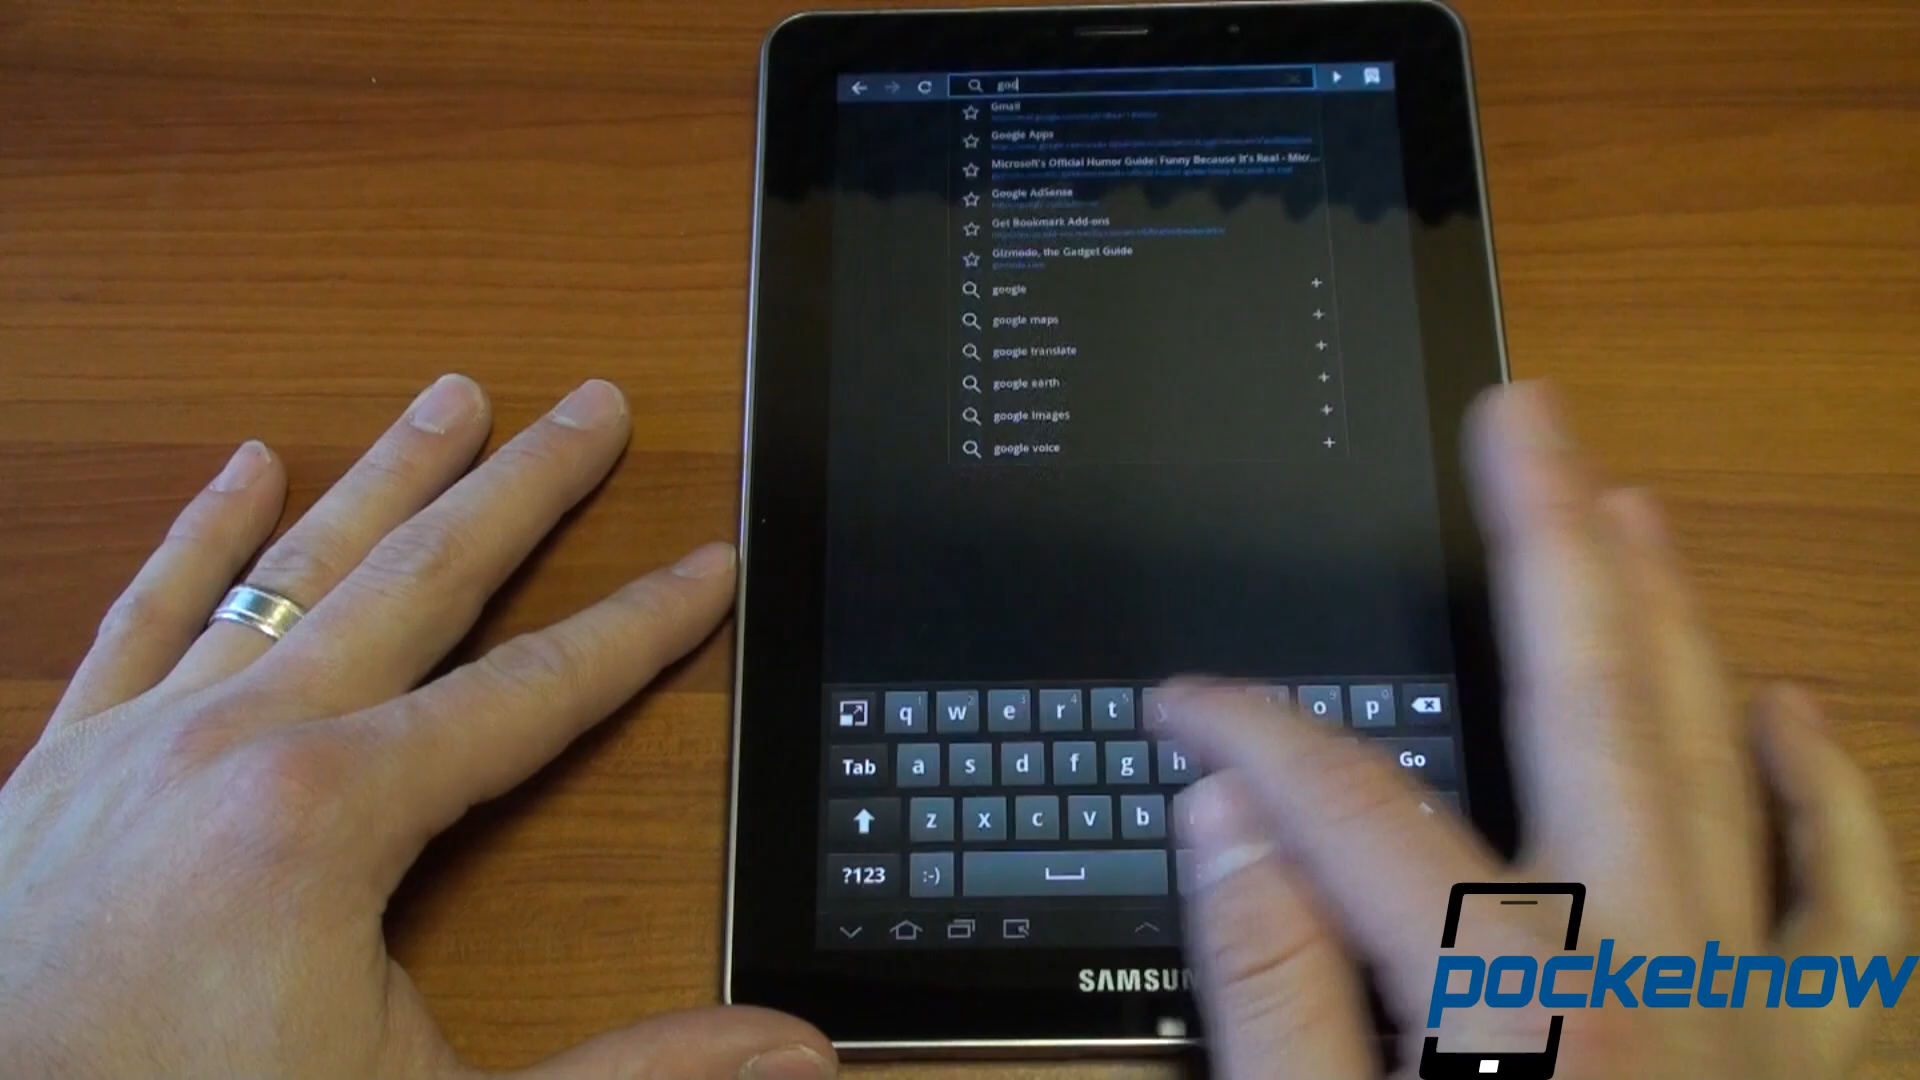 goo
Gmail
Google Apps
Microsoft's Official Humor Guide: Funny Because It's Real - Micr...
Google AdSense
Get Bookmark Add-ons
Gizmodo, the Gadget Guide
gizmodo.com
google
google maps
google translate
google earth
google images
google voice
q w e r t o p
Tab a s d f g h Go
z x c v b
?123 :-)
SAMSUN
pocketnow